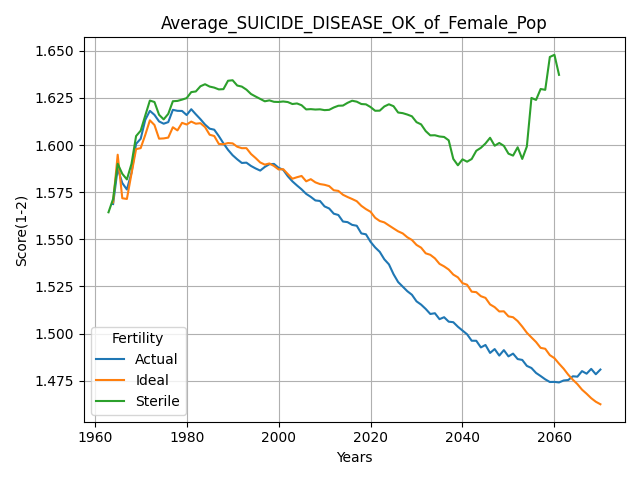 Average_SUICIDE_DISEASE_OK_of_Female_Pop
Score(1-2)
1.650
1.625
1.600
1.575
1.550
1.525
1.500
1.475
Fertility
Actual
Ideal
Sterile
1960 1980 2000 2020 2040 2060
Years